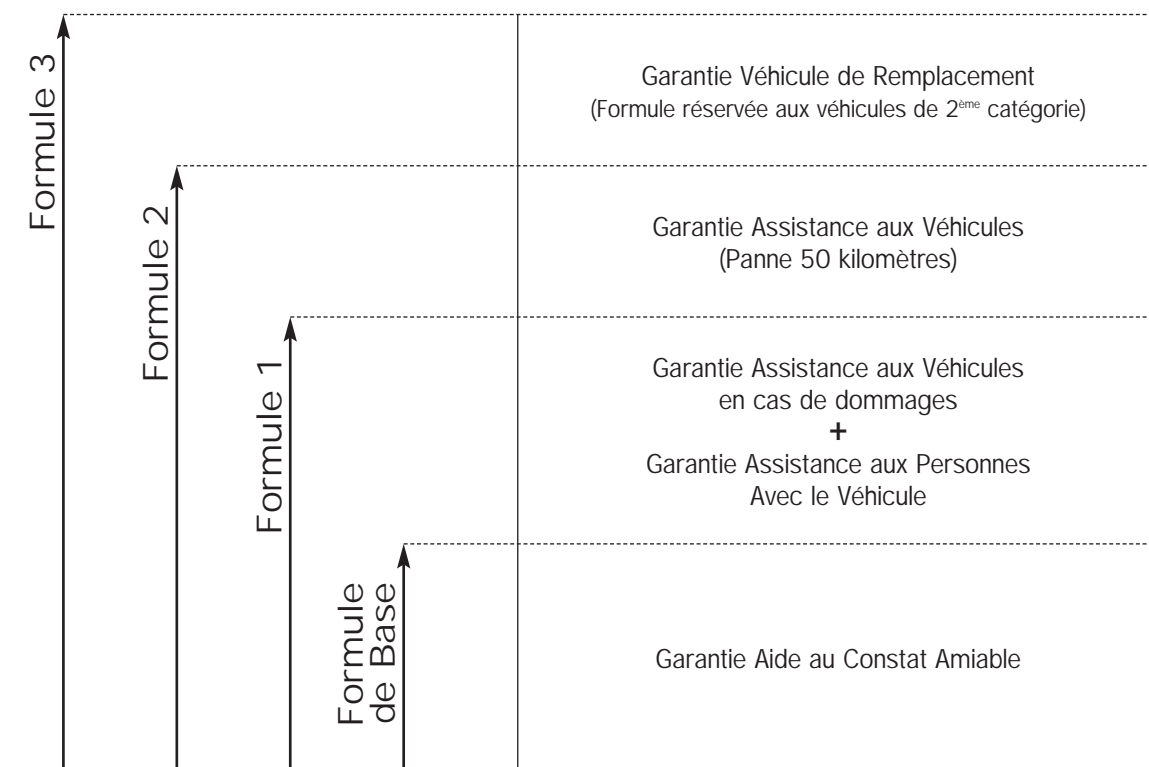 Formule 3
Garantie Véhicule de Remplacement
(Formule réservée aux véhicules de 2ème catégorie)
Formule 2
Garantie Assistance aux Véhicules
(Panne 50 kilomètres)
Formule 1
Garantie Assistance aux Véhicules
en cas de dommages
+
Garantie Assistance aux Personnes
Avec le Véhicule
Formule
de Base
Garantie Aide au Constat Amiable